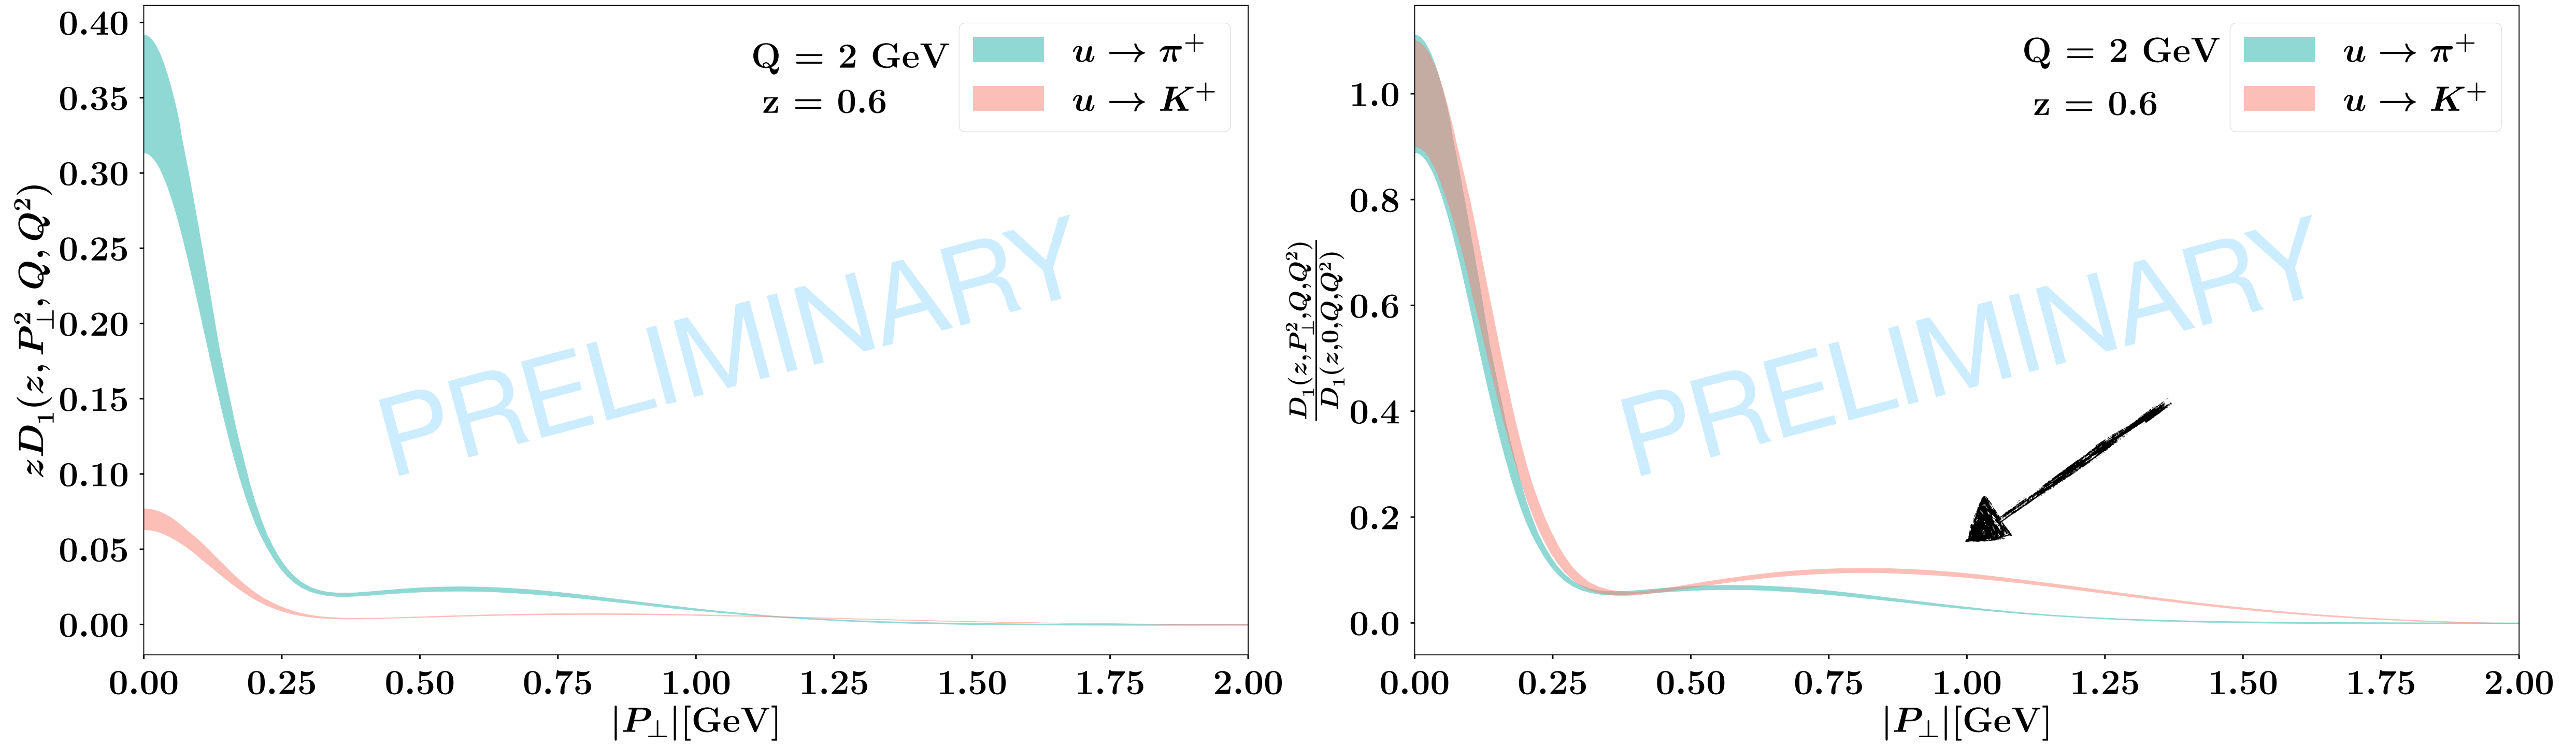 0.40
0.35
0.30
0.25
0.20
0.15
0.10
0.05
0.00
zD₁(z, P²⊥, Q, Q²)
Q = 2 GeV
z = 0.6
u → π⁺
u → K⁺
PRELIMINARY
0.00 0.25 0.50 0.75 1.00 1.25 1.50 1.75 2.00
|P⊥|[GeV]
1.0
0.8
0.6
0.4
0.2
0.0
D₁(z,P²⊥,Q,Q²)
D₁(z,0,Q,Q²)
Q = 2 GeV
z = 0.6
u → π⁺
u → K⁺
PRELIMINARY
0.00 0.25 0.50 0.75 1.00 1.25 1.50 1.75 2.00
|P⊥|[GeV]